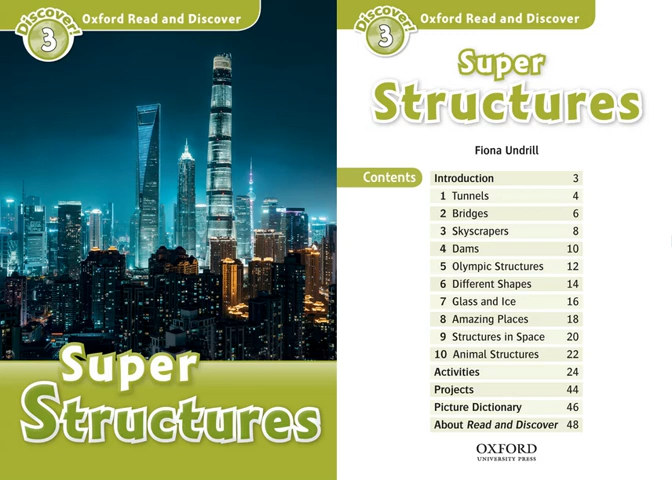 Discover!
3
Oxford Read and Discover
Super
Structures
Discover!
3
Oxford Read and Discover
Super
Structures
Fiona Undrill
Contents
Introduction 3
1 Tunnels 4
2 Bridges 6
3 Skyscrapers 8
4 Dams 10
5 Olympic Structures 12
6 Different Shapes 14
7 Glass and Ice 16
8 Amazing Places 18
9 Structures in Space 20
10 Animal Structures 22
Activities 24
Projects 44
Picture Dictionary 46
About Read and Discover 48
OXFORD
UNIVERSITY PRESS